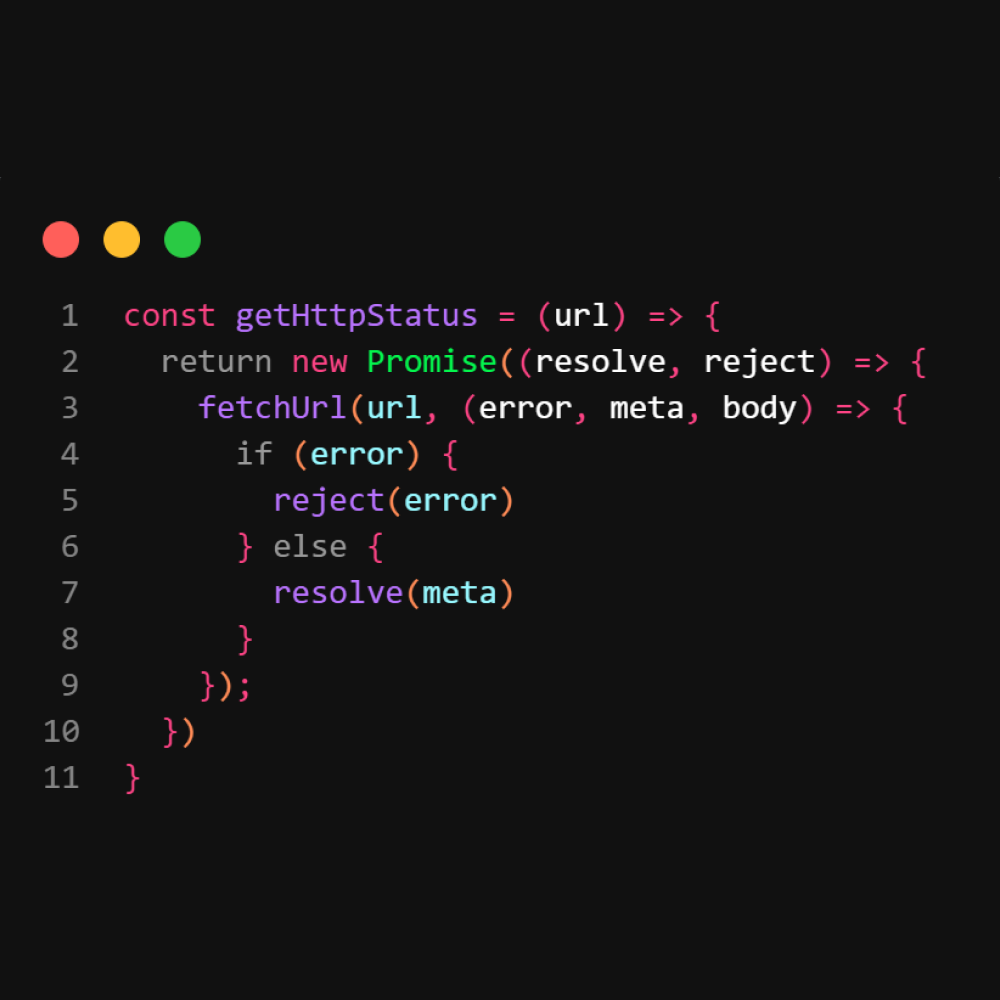 1 const getHttpStatus = (url) => {
2 return new Promise((resolve, reject) => {
3 fetchUrl(url, (error, meta, body) => {
4 if (error) {
5 reject(error)
6 } else {
7 resolve(meta)
8 }
9 });
10 })
11 }